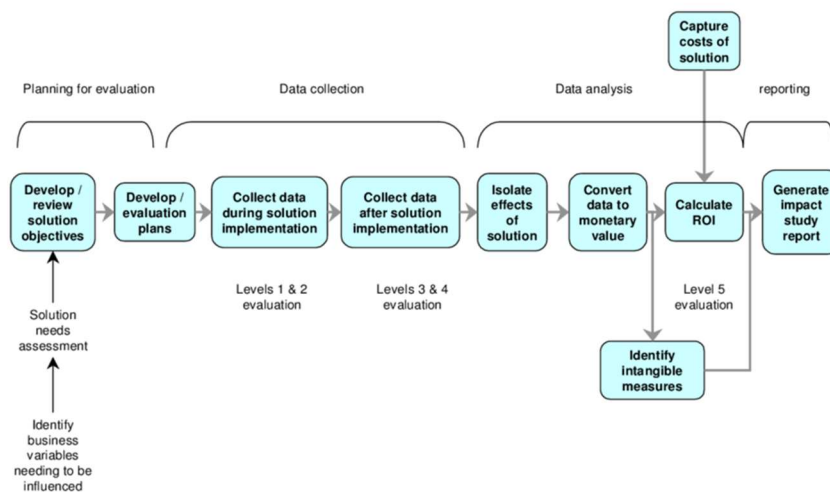 Capture
costs of
solution
Planning for evaluation
Data collection
Data analysis
reporting
Develop /
review
solution
objectives
Develop /
evaluation
plans
Collect data
during solution
implementation
Collect data
after solution
implementation
Isolate
effects
of
solution
Convert
data to
monetary
value
Calculate
ROI
Generate
impact
study
report
Levels 1 & 2
evaluation
Levels 3 & 4
evaluation
Level 5
evaluation
Solution
needs
assessment
Identify
intangible
measures
Identify
business
variables
needing to be
influenced